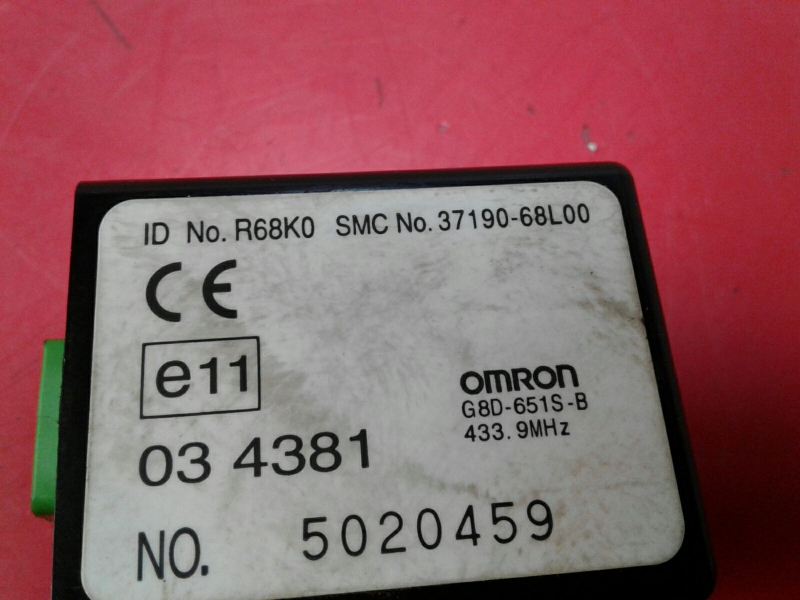 ID No. R68K0 SMC No. 37190-68L00
CE
e11
OMRON
G8D-651S-B
433.9MHz
03 4381
NO. 5020459